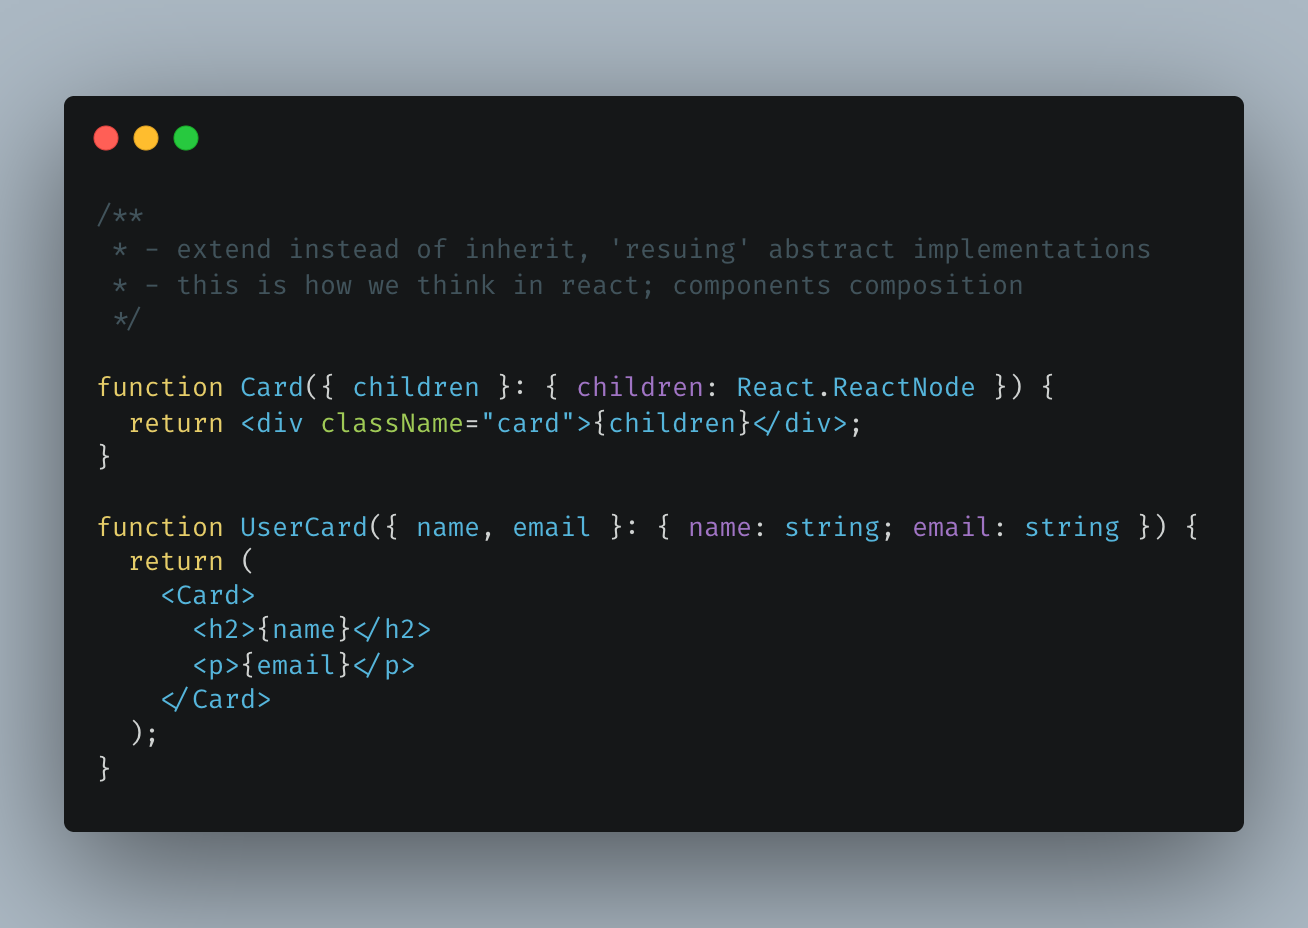 /**
 * - extend instead of inherit, 'resuing' abstract implementations
 * - this is how we think in react; components composition
 */
function Card({ children }: { children: React.ReactNode }) {
  return <div className="card">{children}</div>;
}
function UserCard({ name, email }: { name: string; email: string }) {
  return (
    <Card>
      <h2>{name}</h2>
      <p>{email}</p>
    </Card>
  );
}